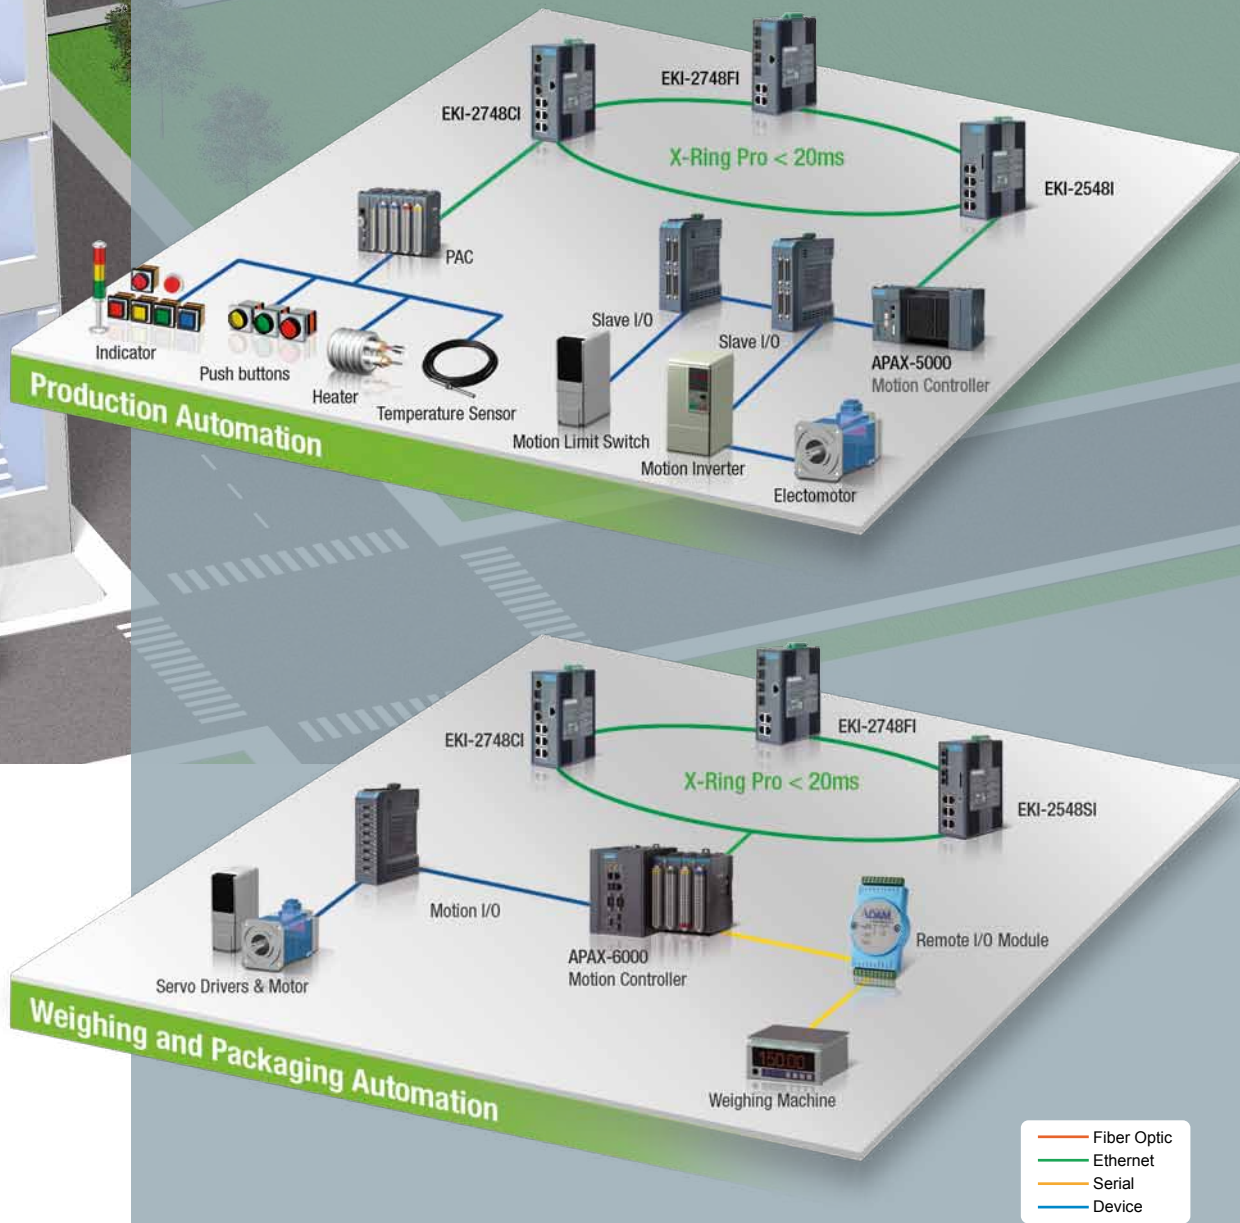 EKI-2748FI
EKI-2748CI
X-Ring Pro < 20ms
EKI-2548I
PAC
Slave I/O
Slave I/O
Indicator
Push buttons
Heater
Temperature Sensor
APAX-5000
Motion Controller
Motion Limit Switch
Motion Inverter
Electomotor
Production Automation
EKI-2748CI
EKI-2748FI
X-Ring Pro < 20ms
EKI-2548SI
Motion I/O
ADAM
Remote I/O Module
APAX-6000
Motion Controller
Servo Drivers & Motor
150.00
Weighing Machine
Weighing and Packaging Automation
Fiber Optic
Ethernet
Serial
Device